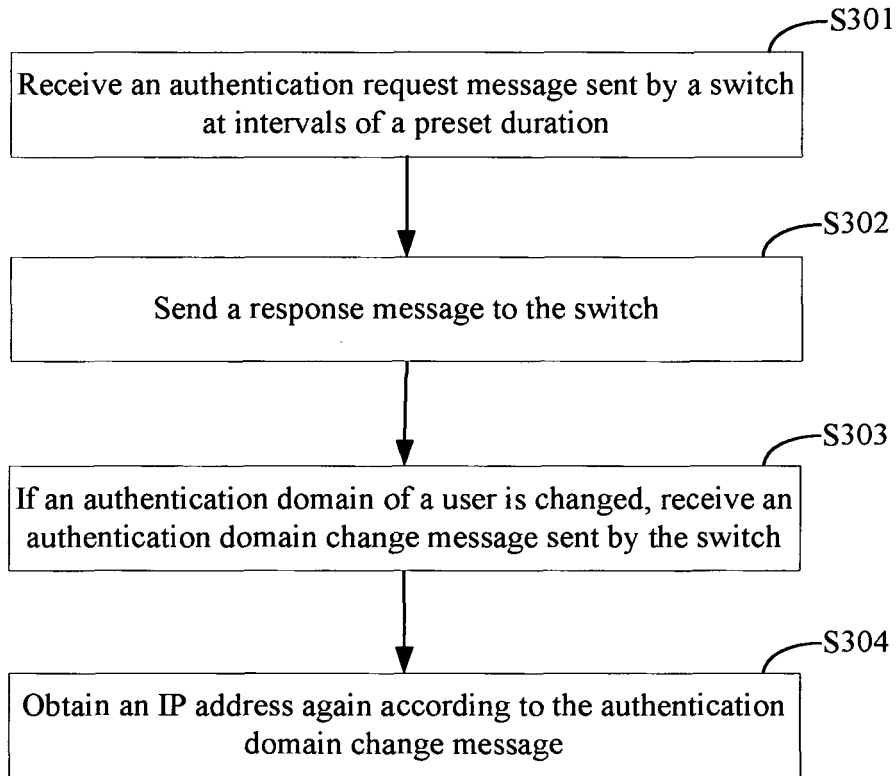 S301
Receive an authentication request message sent by a switch
at intervals of a preset duration
S302
Send a response message to the switch
S303
If an authentication domain of a user is changed, receive an
authentication domain change message sent by the switch
S304
Obtain an IP address again according to the authentication
domain change message